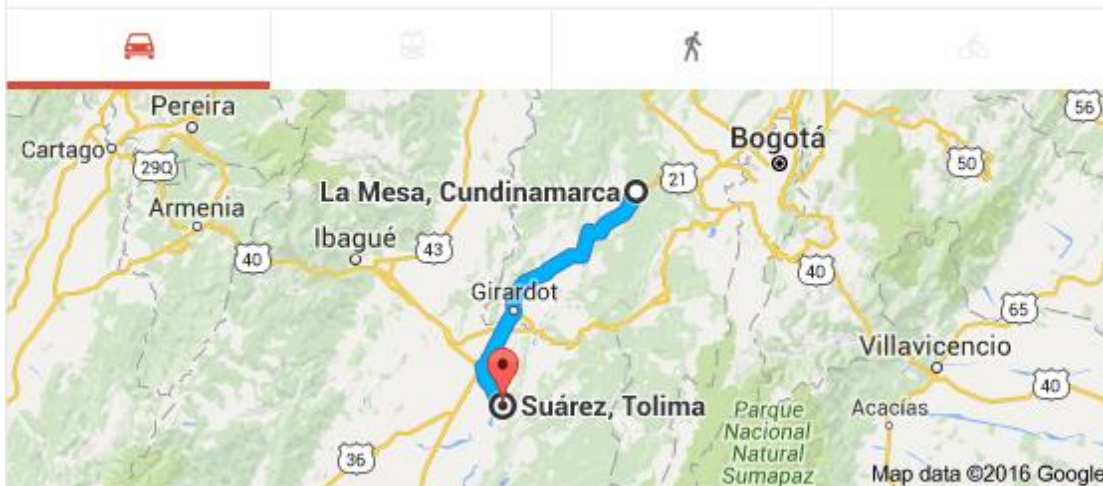 Pereira
56
Cartago
Bogotá
29Q
50
21
La Mesa, Cundinamarca
Armenia
Ibagué
43
40
40
Girardot
65
Villavicencio
40
Suárez, Tolima
Parque
Nacional
Natural
Sumapaz
Acacías
36
Map data ©2016 Google